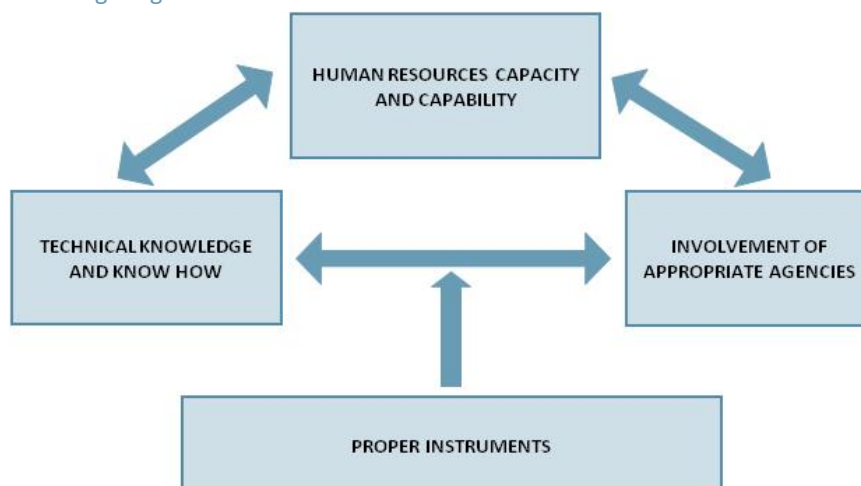 HUMAN RESOURCES CAPACITY
AND CAPABILITY
TECHNICAL KNOWLEDGE
AND KNOW HOW
INVOLVEMENT OF
APPROPRIATE AGENCIES
PROPER INSTRUMENTS